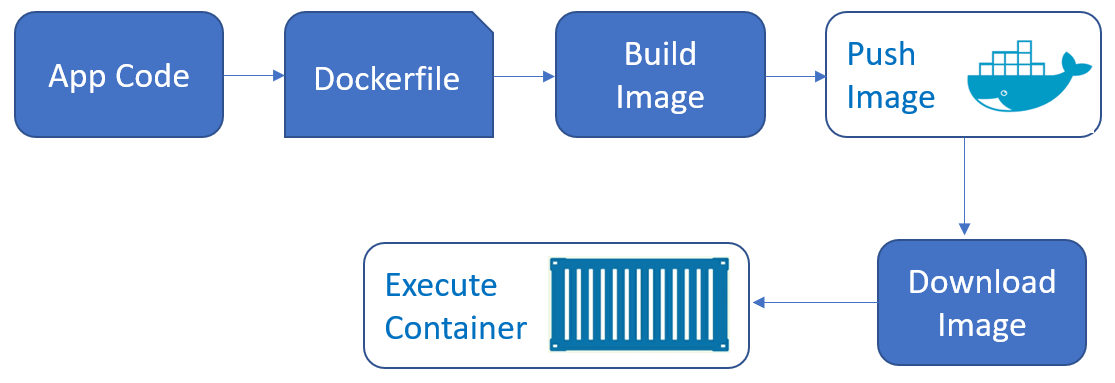 App Code
Dockerfile
Build
Image
Push
Image
Download
Image
Execute
Container